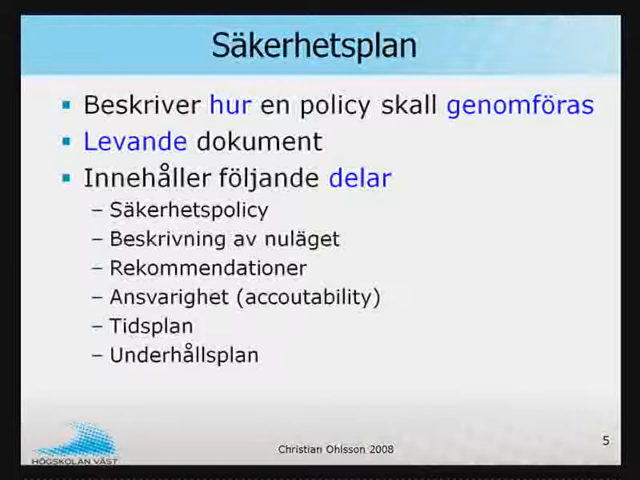 Säkerhetsplan
▪ Beskriver hur en policy skall genomföras
▪ Levande dokument
▪ Innehåller följande delar
– Säkerhetspolicy
– Beskrivning av nuläget
– Rekommendationer
– Ansvarighet (accoutability)
– Tidsplan
– Underhållsplan
5
Christian Ohlsson 2008
HÖGSKOLAN VÄST